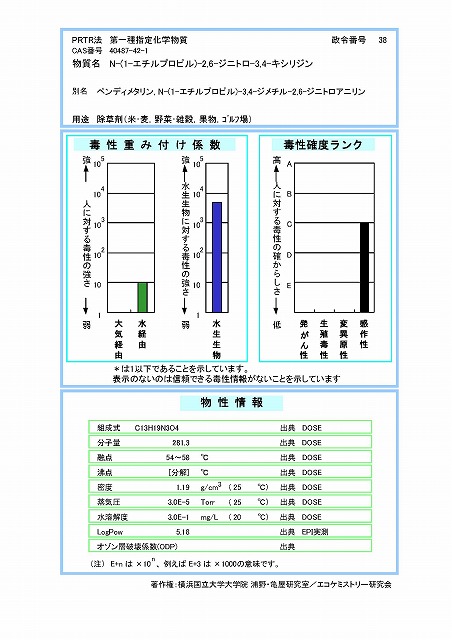 PRTR法 第一種指定化学物質 政令番号 38
CAS番号 40487-42-1
物質名 N-(1-エチルプロピル)-2,6-ジニトロ-3,4-キシリジン
別名 ペンディメタリン, N-(1-エチルプロピル)-3,4-ジメチル-2,6-ジニトロアニリン
用途 除草剤(米・麦, 野菜・雑穀, 果物, ゴルフ場)
毒性重み付け係数
強
人に対する毒性の強さ
弱
10^5
10^4
10^3
10^2
10
1
大気経由
水経由
強
水生生物に対する毒性の強さ
弱
10^5
10^4
10^3
10^2
10
1
水生生物
毒性確度ランク
高
人に対する毒性の確からしさ
低
A
B
C
D
E
発がん性
生殖毒性
変異原性
感作性
*は1以下であることを示しています。
表示のないのは信頼できる毒性情報がないことを示しています
物性情報
組成式 C13H19N3O4 出典 DOSE
分子量 281.3 出典 DOSE
融点 54~58 ℃ 出典 DOSE
沸点 [分解] ℃ 出典 DOSE
密度 1.19 g/cm^3 (25 ℃) 出典 DOSE
蒸気圧 3.0E-5 Torr (25 ℃) 出典 DOSE
水溶解度 3.0E-1 mg/L (20 ℃) 出典 DOSE
LogPow 5.18 出典 EPI実測
オゾン層破壊係数(ODP) 出典
(注) E+n は ×10^n、例えば E+3 は ×1000の意味です。
著作権:横浜国立大学大学院 浦野・亀屋研究室/エコケミストリー研究会